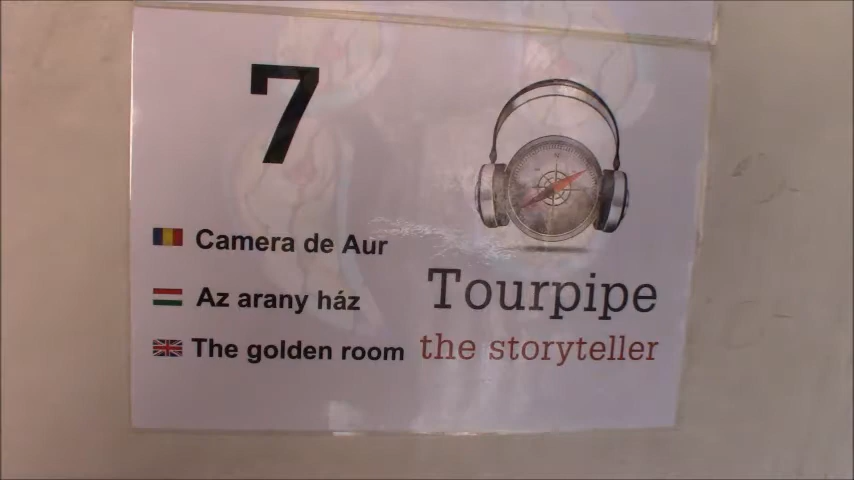 7
Camera de Aur
Az arany ház
The golden room
Tourpipe
the storyteller